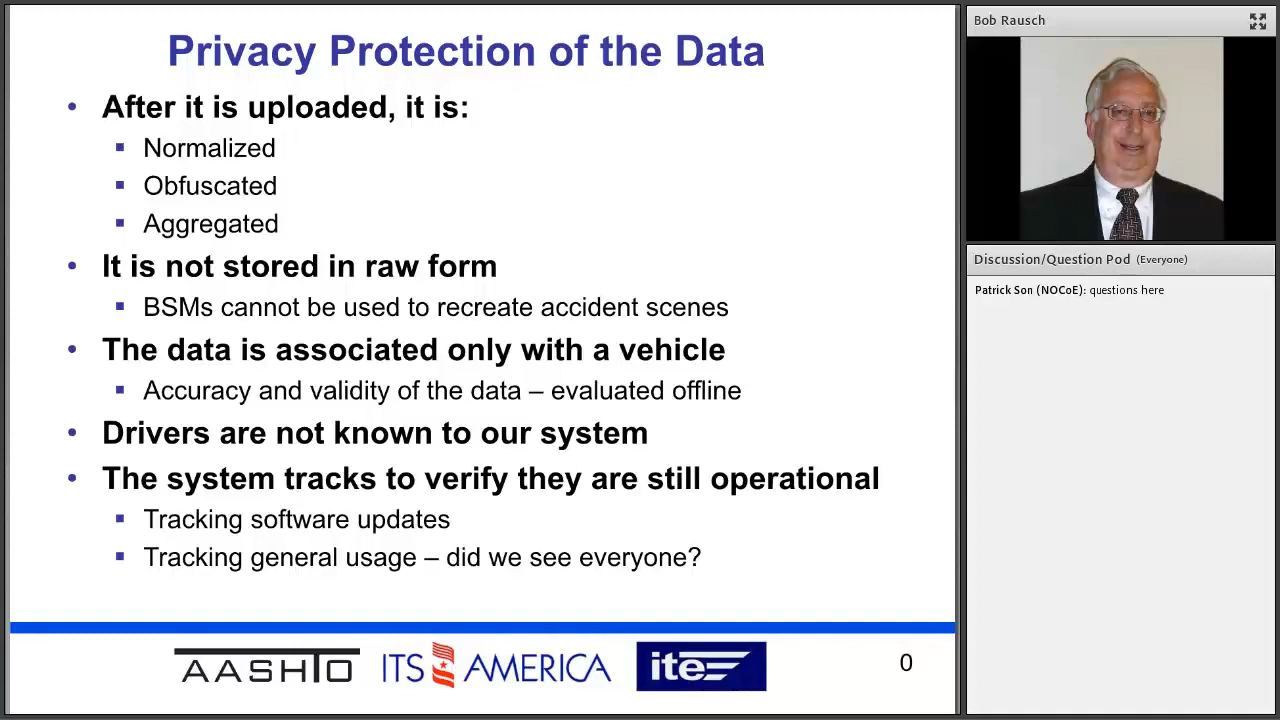 Privacy Protection of the Data
• After it is uploaded, it is:
▪ Normalized
▪ Obfuscated
▪ Aggregated
• It is not stored in raw form
▪ BSMs cannot be used to recreate accident scenes
• The data is associated only with a vehicle
▪ Accuracy and validity of the data – evaluated offline
• Drivers are not known to our system
• The system tracks to verify they are still operational
▪ Tracking software updates
▪ Tracking general usage – did we see everyone?
AASHTO
ITS AMERICA
ite
0
Bob Rausch
Discussion/Question Pod (Everyone)
Patrick Son (NOCoE): questions here